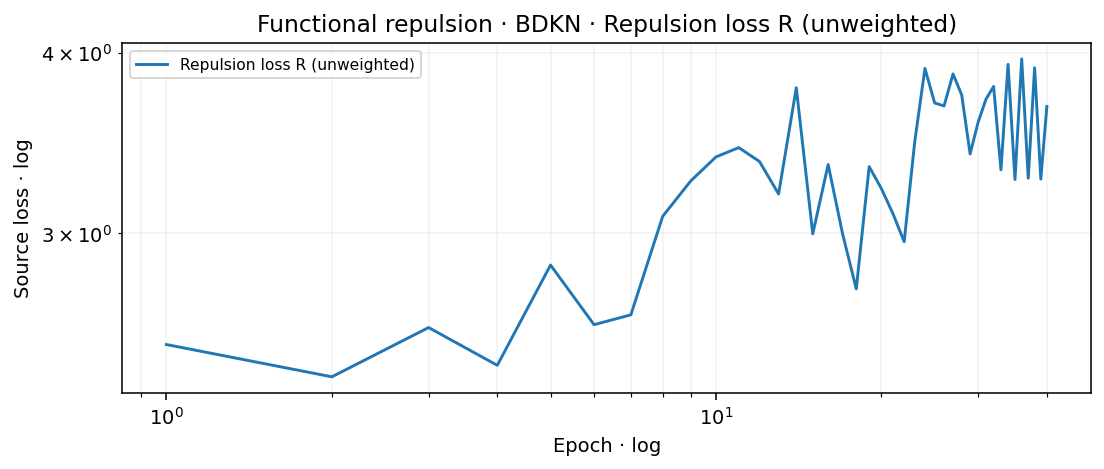 Functional repulsion · BDKN · Repulsion loss R (unweighted)
Repulsion loss R (unweighted)
Source loss · log
4 × 10⁰
3 × 10⁰
10⁰ 10¹
Epoch · log